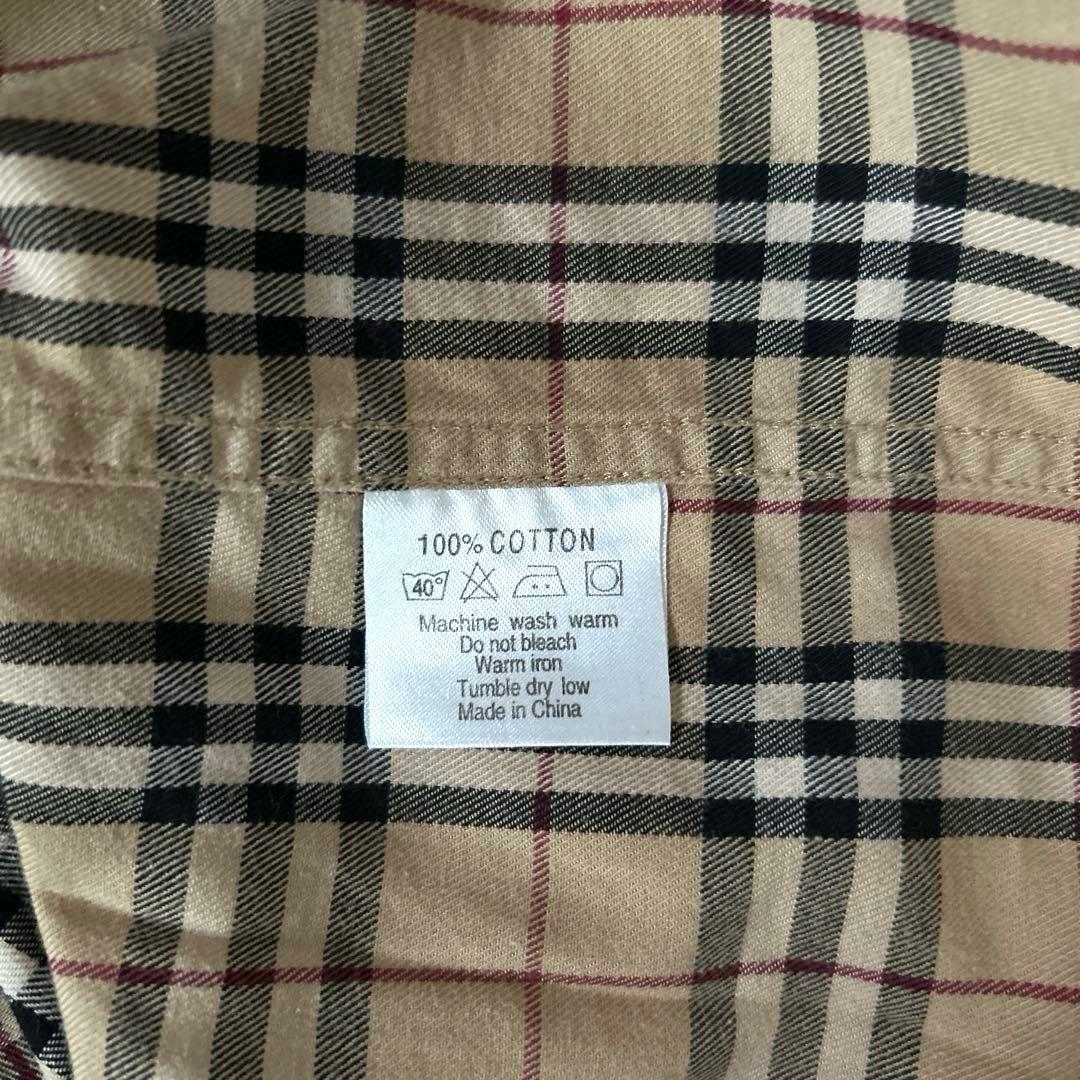 100% COTTON
40°
Machine wash warm
Do not bleach
Warm iron
Tumble dry low
Made in China